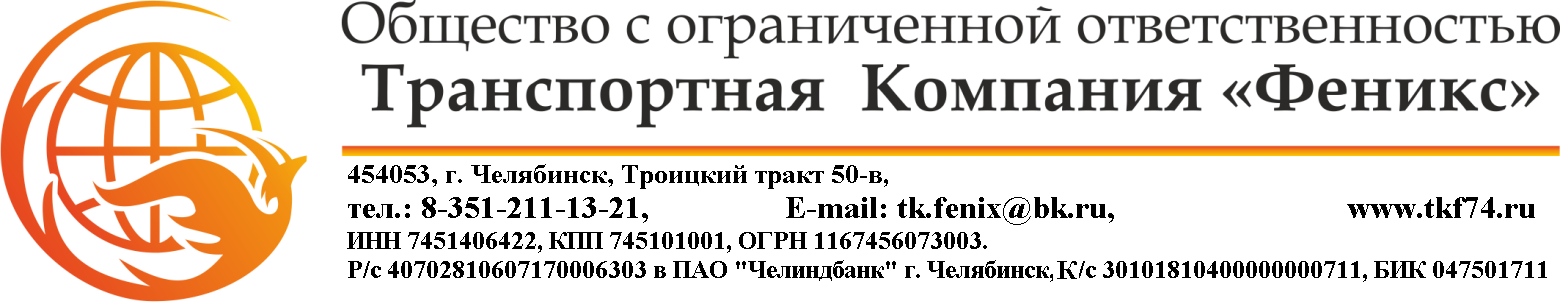 Общество с ограниченной ответственностью
Транспортная Компания «Феникс»
454053, г. Челябинск, Троицкий тракт 50-в,
тел.: 8-351-211-13-21, E-mail: tk.fenix@bk.ru, www.tkf74.ru
ИНН 7451406422, КПП 745101001, ОГРН 1167456073003.
Р/с 40702810607170006303 в ПАО "Челиндбанк" г. Челябинск, К/с 30101810400000000711, БИК 047501711